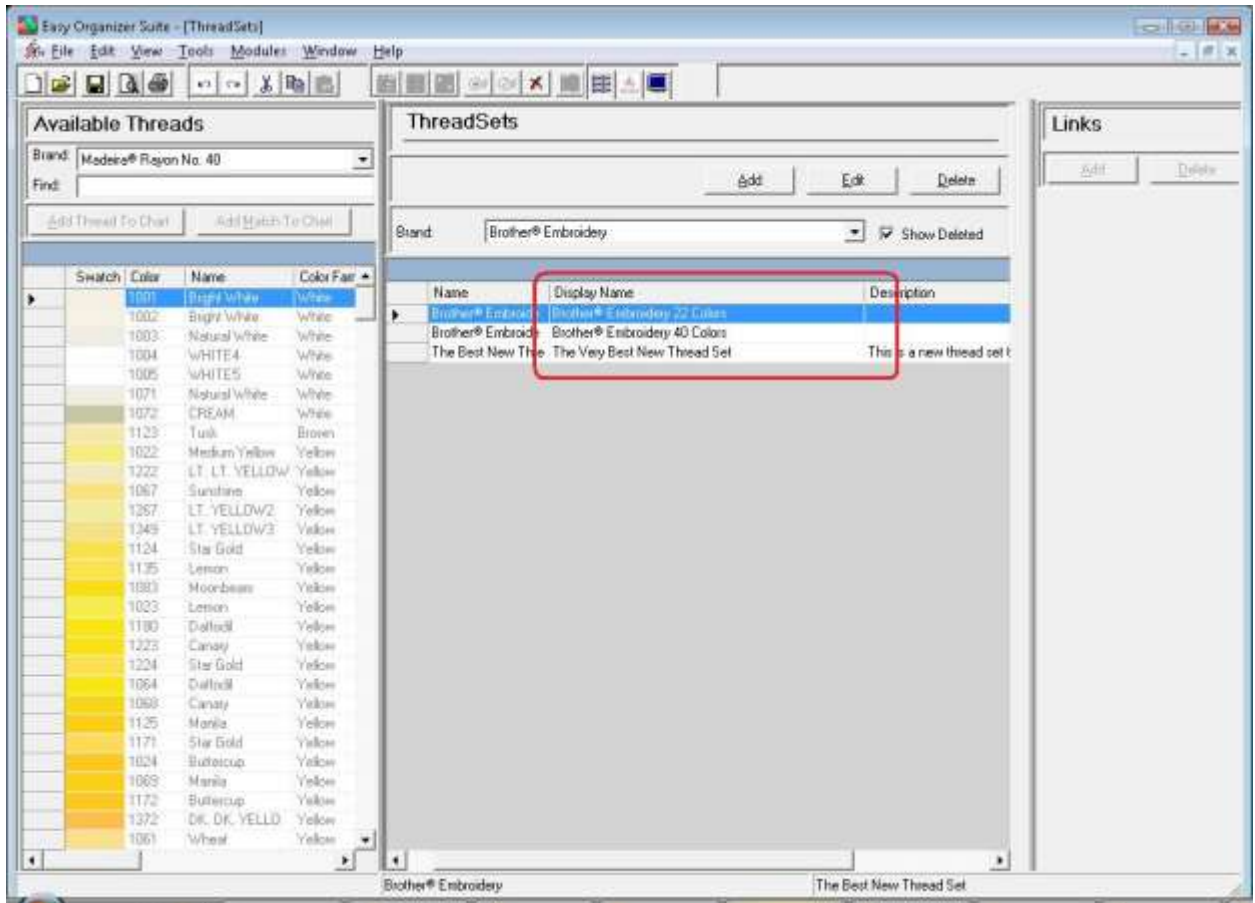 Easy Organizer Suite - [ThreadSets]
File Edit View Tools Modules Window Help
Available Threads
Brand: Madeira® Rayon No. 40
Find:
Add Thread To Chart Add Match To Chart
Swatch Color Name Color Fam
1001 Bright White White
1002 Bright White White
1003 Natural White White
1004 WHITE4 White
1005 WHITE5 White
1071 Natural White White
1072 CREAM White
1123 Tusk Brown
1022 Medium Yellow Yellow
1222 LT. LT. YELLOW Yellow
1067 Sunshine Yellow
1267 LT. YELLOW2 Yellow
1349 LT. YELLOW3 Yellow
1124 Star Gold Yellow
1135 Lemon Yellow
1083 Moonbeam Yellow
1023 Lemon Yellow
1180 Daffodil Yellow
1223 Canary Yellow
1224 Star Gold Yellow
1064 Daffodil Yellow
1068 Canary Yellow
1125 Manila Yellow
1171 Star Gold Yellow
1024 Buttercup Yellow
1069 Manila Yellow
1172 Buttercup Yellow
1372 DK. DK. YELLO Yellow
1061 Wheat Yellow
ThreadSets
Add Edit Delete
Brand: Brother® Embroidery Show Deleted
Name Display Name Description
Brother® Embroide Brother® Embroidery 22 Colors
Brother® Embroide Brother® Embroidery 40 Colors
The Best New Thre The Very Best New Thread Set This is a new thread set t
Links
Add Delete
Brother® Embroidery The Best New Thread Set